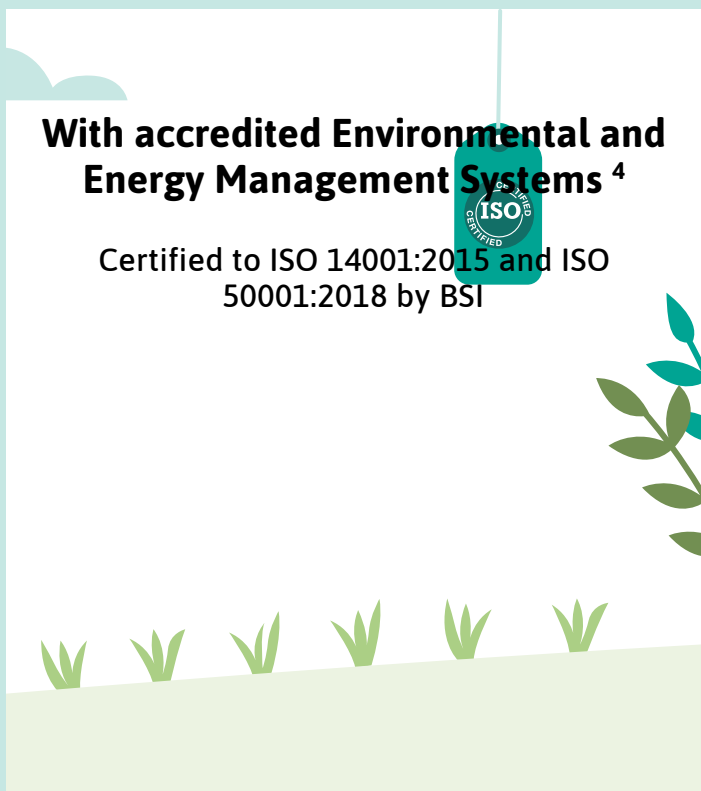 With accredited Environmental and
Energy Management Systems ⁴
CERTIFIED
ISO
CERTIFIED
Certified to ISO 14001:2015 and ISO
50001:2018 by BSI